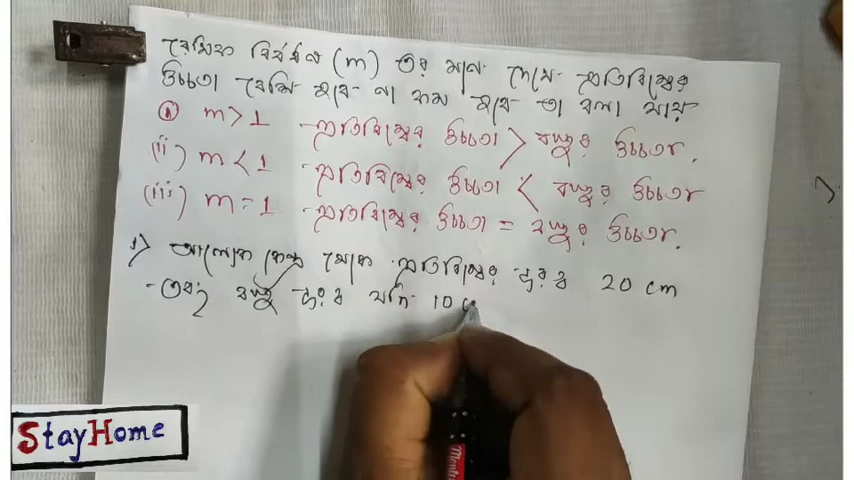 রৈখিক বিবর্ধন (m) এর মান দেখে প্রতিবিম্বের
উচ্চতা বেশি হবে না কম হবে তা বলা যায়
(i) m > 1 প্রতিবিম্বের উচ্চতা > বস্তুর উচ্চতা.
(ii) m < 1 প্রতিবিম্বের উচ্চতা < বস্তুর উচ্চতা
(iii) m = 1 প্রতিবিম্বের উচ্চতা = বস্তুর উচ্চতা.
১) আলোক কেন্দ্র থেকে প্রতিবিম্বের দূরত্ব 20 cm
এবং বস্তু দূরত্ব যদি 10 c
StayHome